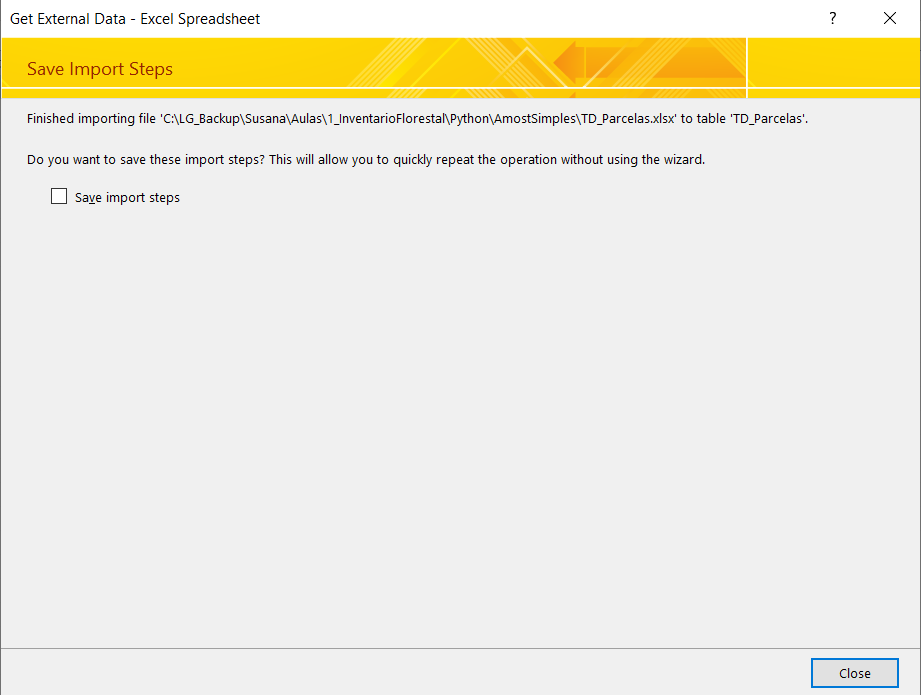 Get External Data - Excel Spreadsheet
?
Save Import Steps
Finished importing file 'C:\LG_Backup\Susana\Aulas\1_InventarioFlorestal\Python\AmostSimples\TD_Parcelas.xlsx' to table 'TD_Parcelas'.
Do you want to save these import steps? This will allow you to quickly repeat the operation without using the wizard.
Save import steps
Close